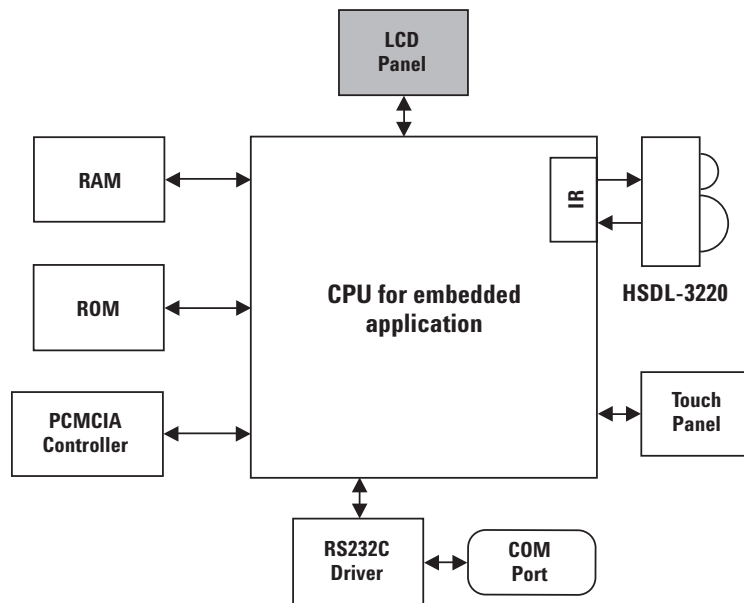 LCD
Panel
RAM
IR
ROM
CPU for embedded
application
HSDL-3220
PCMCIA
Controller
Touch
Panel
RS232C
Driver
COM
Port